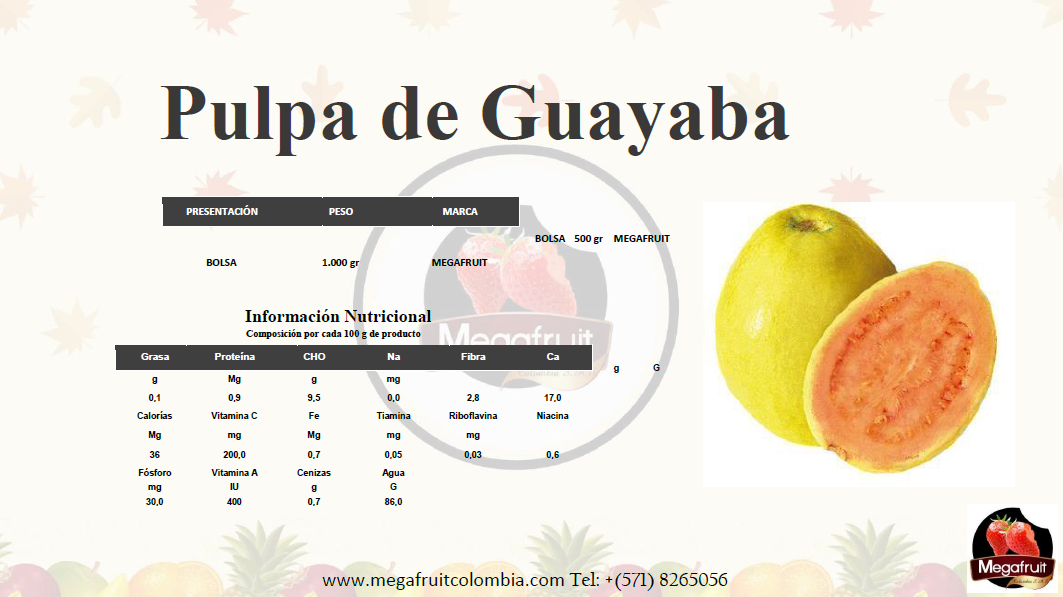 Pulpa de Guayaba
PRESENTACIÓN PESO MARCA
BOLSA 500 gr MEGAFRUIT
BOLSA 1.000 gr MEGAFRUIT
Información Nutricional
Composición por cada 100 g de producto
Megafruit
Grasa Proteína CHO Na Fibra Ca
g G
g Mg g mg
0,1 0,9 9,5 0,0 2,8 17,0
Calorías Vitamina C Fe Tiamina Riboflavina Niacina
Mg mg Mg mg mg
36 200,0 0,7 0,05 0,03 0,6
Fósforo Vitamina A Cenizas Agua
mg IU g G
30,0 400 0,7 86,0
Megafruit
www.megafruitcolombia.com Tel: +(571) 8265056